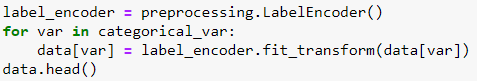 label_encoder = preprocessing.LabelEncoder()
for var in categorical_var:
    data[var] = label_encoder.fit_transform(data[var])
data.head()